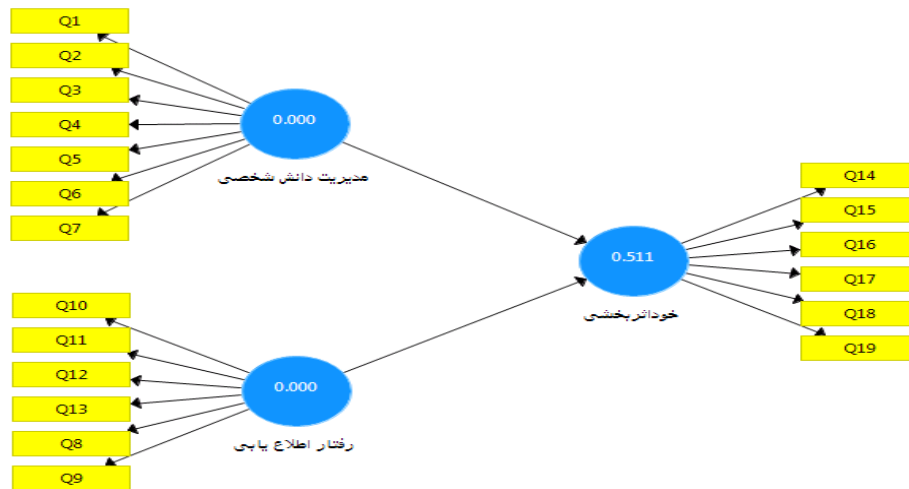 Q1
Q2
Q3
Q4
Q5
Q6
Q7
0.000
مدیریت دانش شخصی
Q10
Q11
Q12
Q13
Q8
Q9
0.000
رفتار اطلاع یابی
0.511
خوداثربخشی
Q14
Q15
Q16
Q17
Q18
Q19